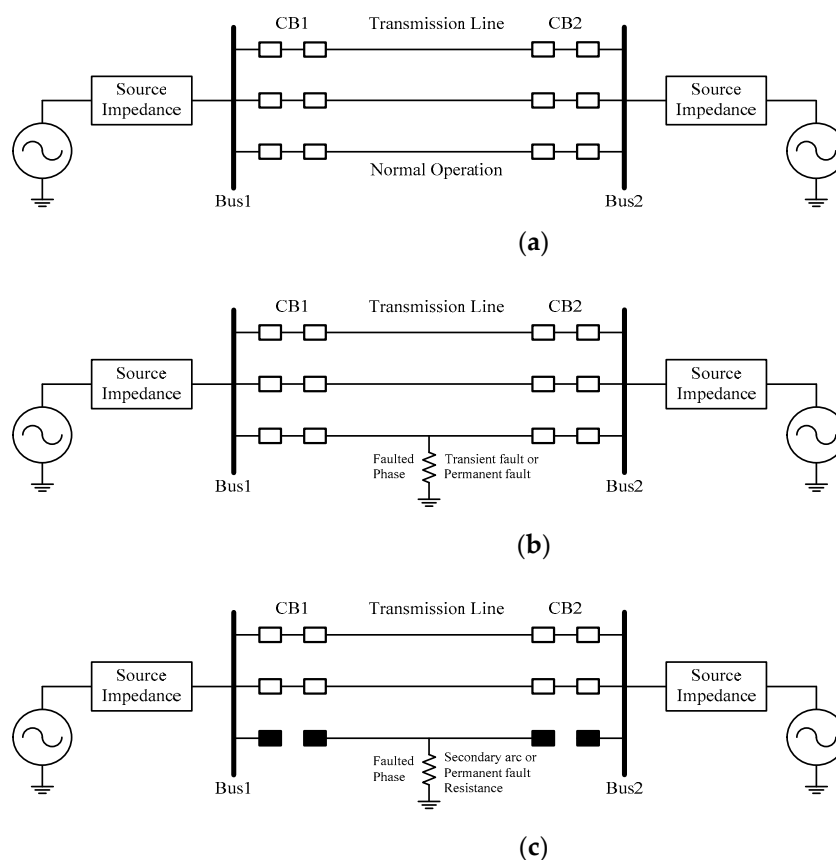 CB1 Transmission Line CB2
Source
Impedance
Source
Impedance
Normal Operation
Bus1 Bus2
(a)
CB1 Transmission Line CB2
Source
Impedance
Source
Impedance
Faulted
Phase
Transient fault or
Permanent fault
Bus1 Bus2
(b)
CB1 Transmission Line CB2
Source
Impedance
Source
Impedance
Faulted
Phase
Secondary arc or
Permanent fault
Resistance
Bus1 Bus2
(c)